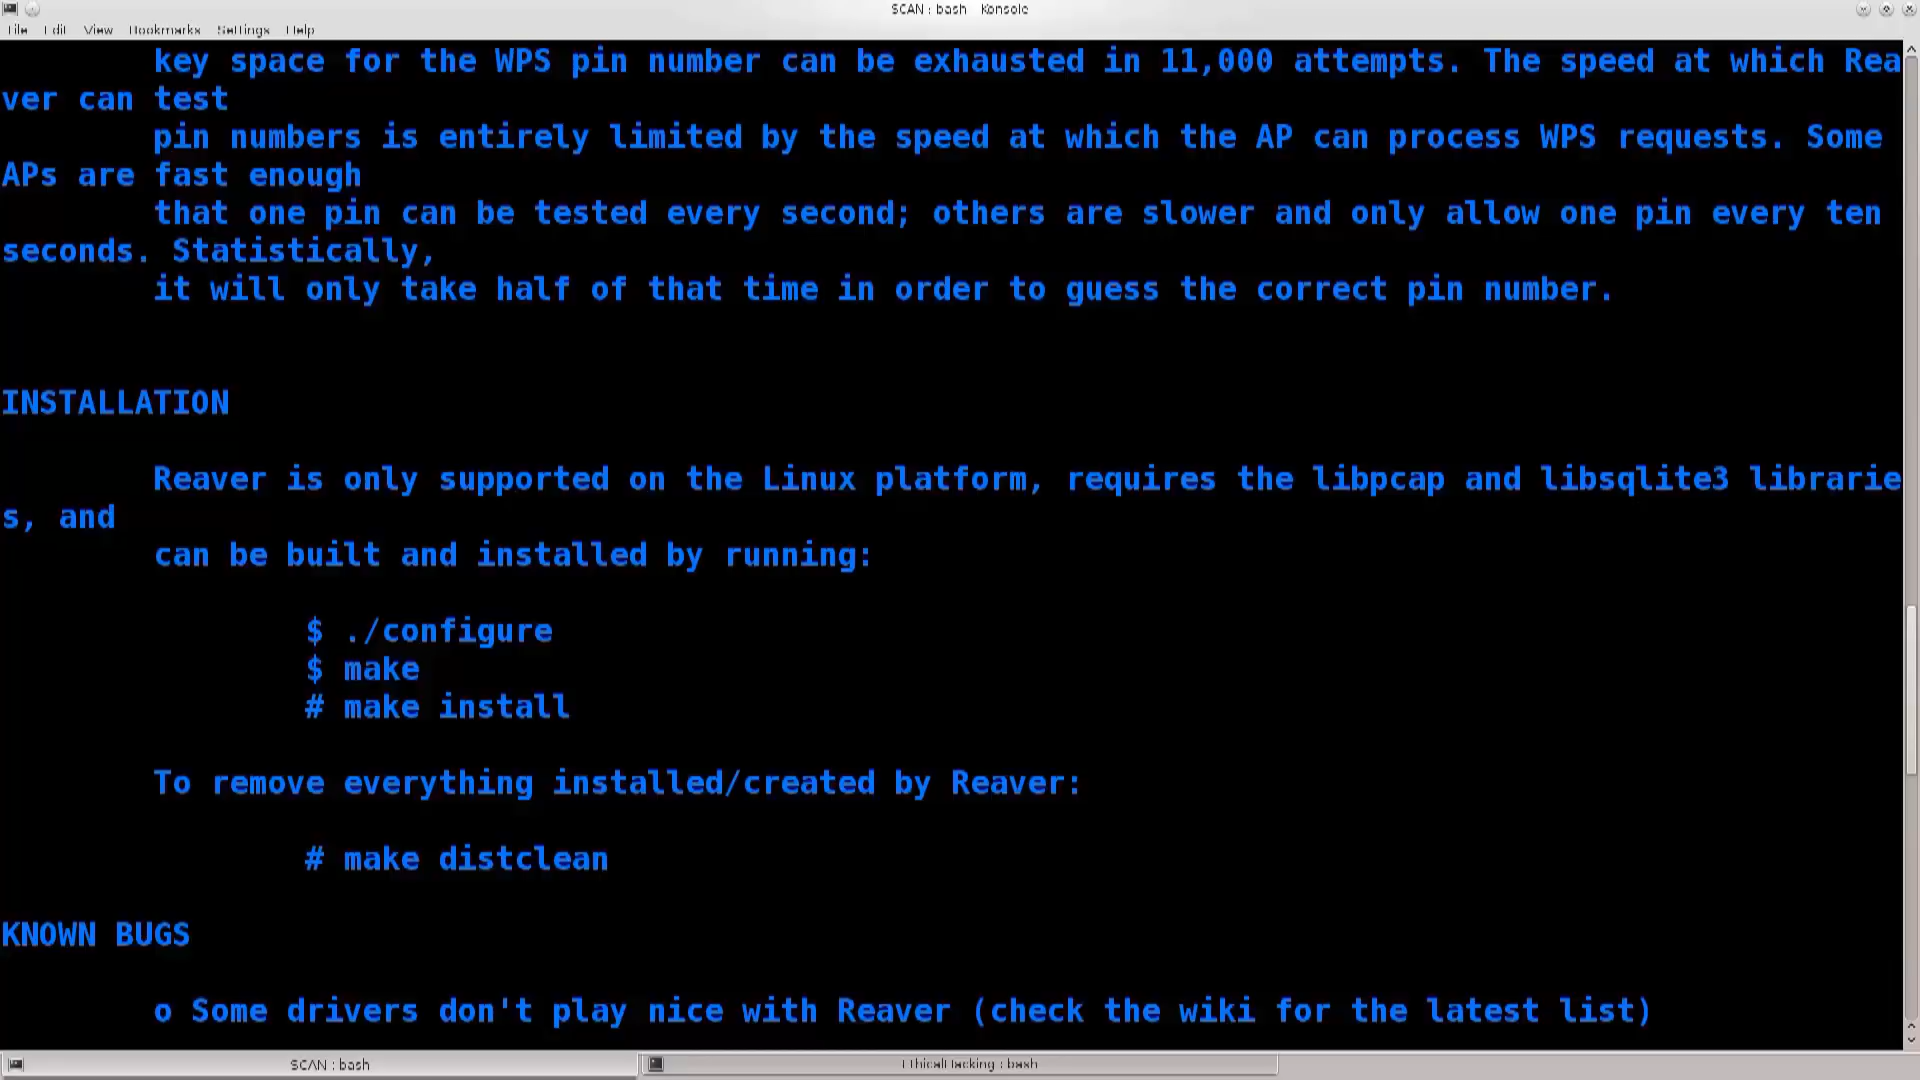 SCAN : bash    Konsole
File Edit View Bookmarks Settings Help
key space for the WPS pin number can be exhausted in 11,000 attempts. The speed at which Rea
ver can test
pin numbers is entirely limited by the speed at which the AP can process WPS requests. Some
APs are fast enough
that one pin can be tested every second; others are slower and only allow one pin every ten
seconds. Statistically,
it will only take half of that time in order to guess the correct pin number.
INSTALLATION
Reaver is only supported on the Linux platform, requires the libpcap and libsqlite3 librarie
s, and
can be built and installed by running:
$ ./configure
$ make
# make install
To remove everything installed/created by Reaver:
# make distclean
KNOWN BUGS
o Some drivers don't play nice with Reaver (check the wiki for the latest list)
SCAN : bash
EthicalHacking : bash